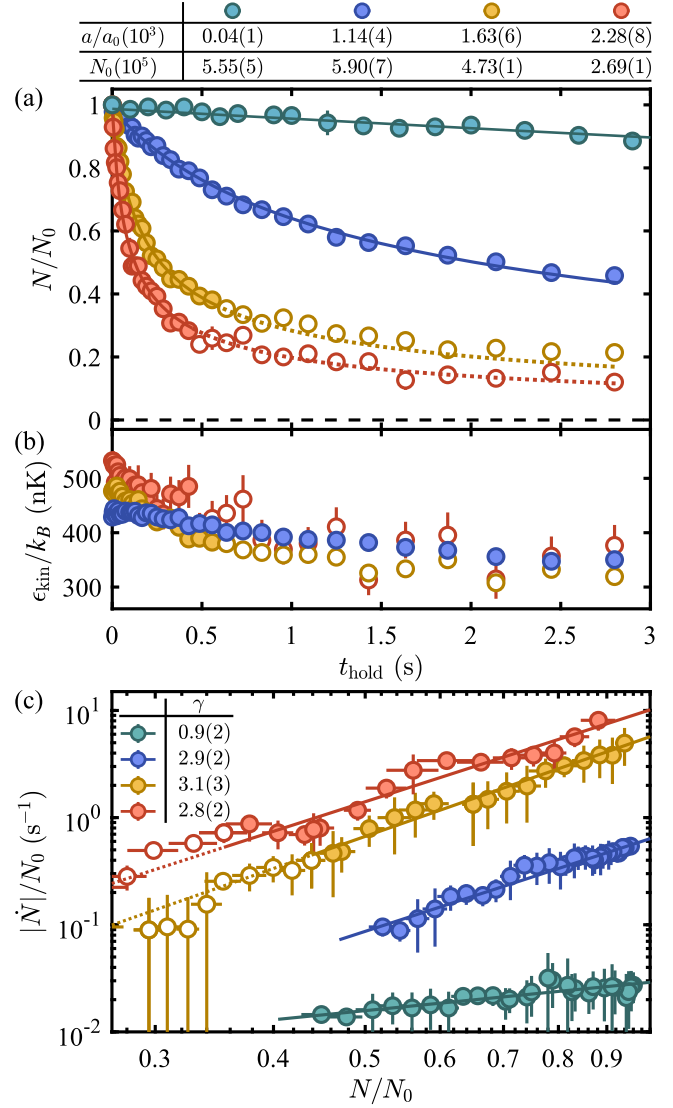 a/a₀(10³) 0.04(1) 1.14(4) 1.63(6) 2.28(8)
N₀(10⁵) 5.55(5) 5.90(7) 4.73(1) 2.69(1)
(a)
1
0.8
0.6
0.4
0.2
0
N/N₀
(b)
500
400
300
ϵ_kin/k_B (nK)
0 0.5 1 1.5 2 2.5 3
t_hold (s)
(c)
γ
0.9(2)
2.9(2)
3.1(3)
2.8(2)
10¹
10⁰
10⁻¹
10⁻²
|Ṅ|/N₀ (s⁻¹)
0.3 0.4 0.5 0.6 0.7 0.8 0.9
N/N₀